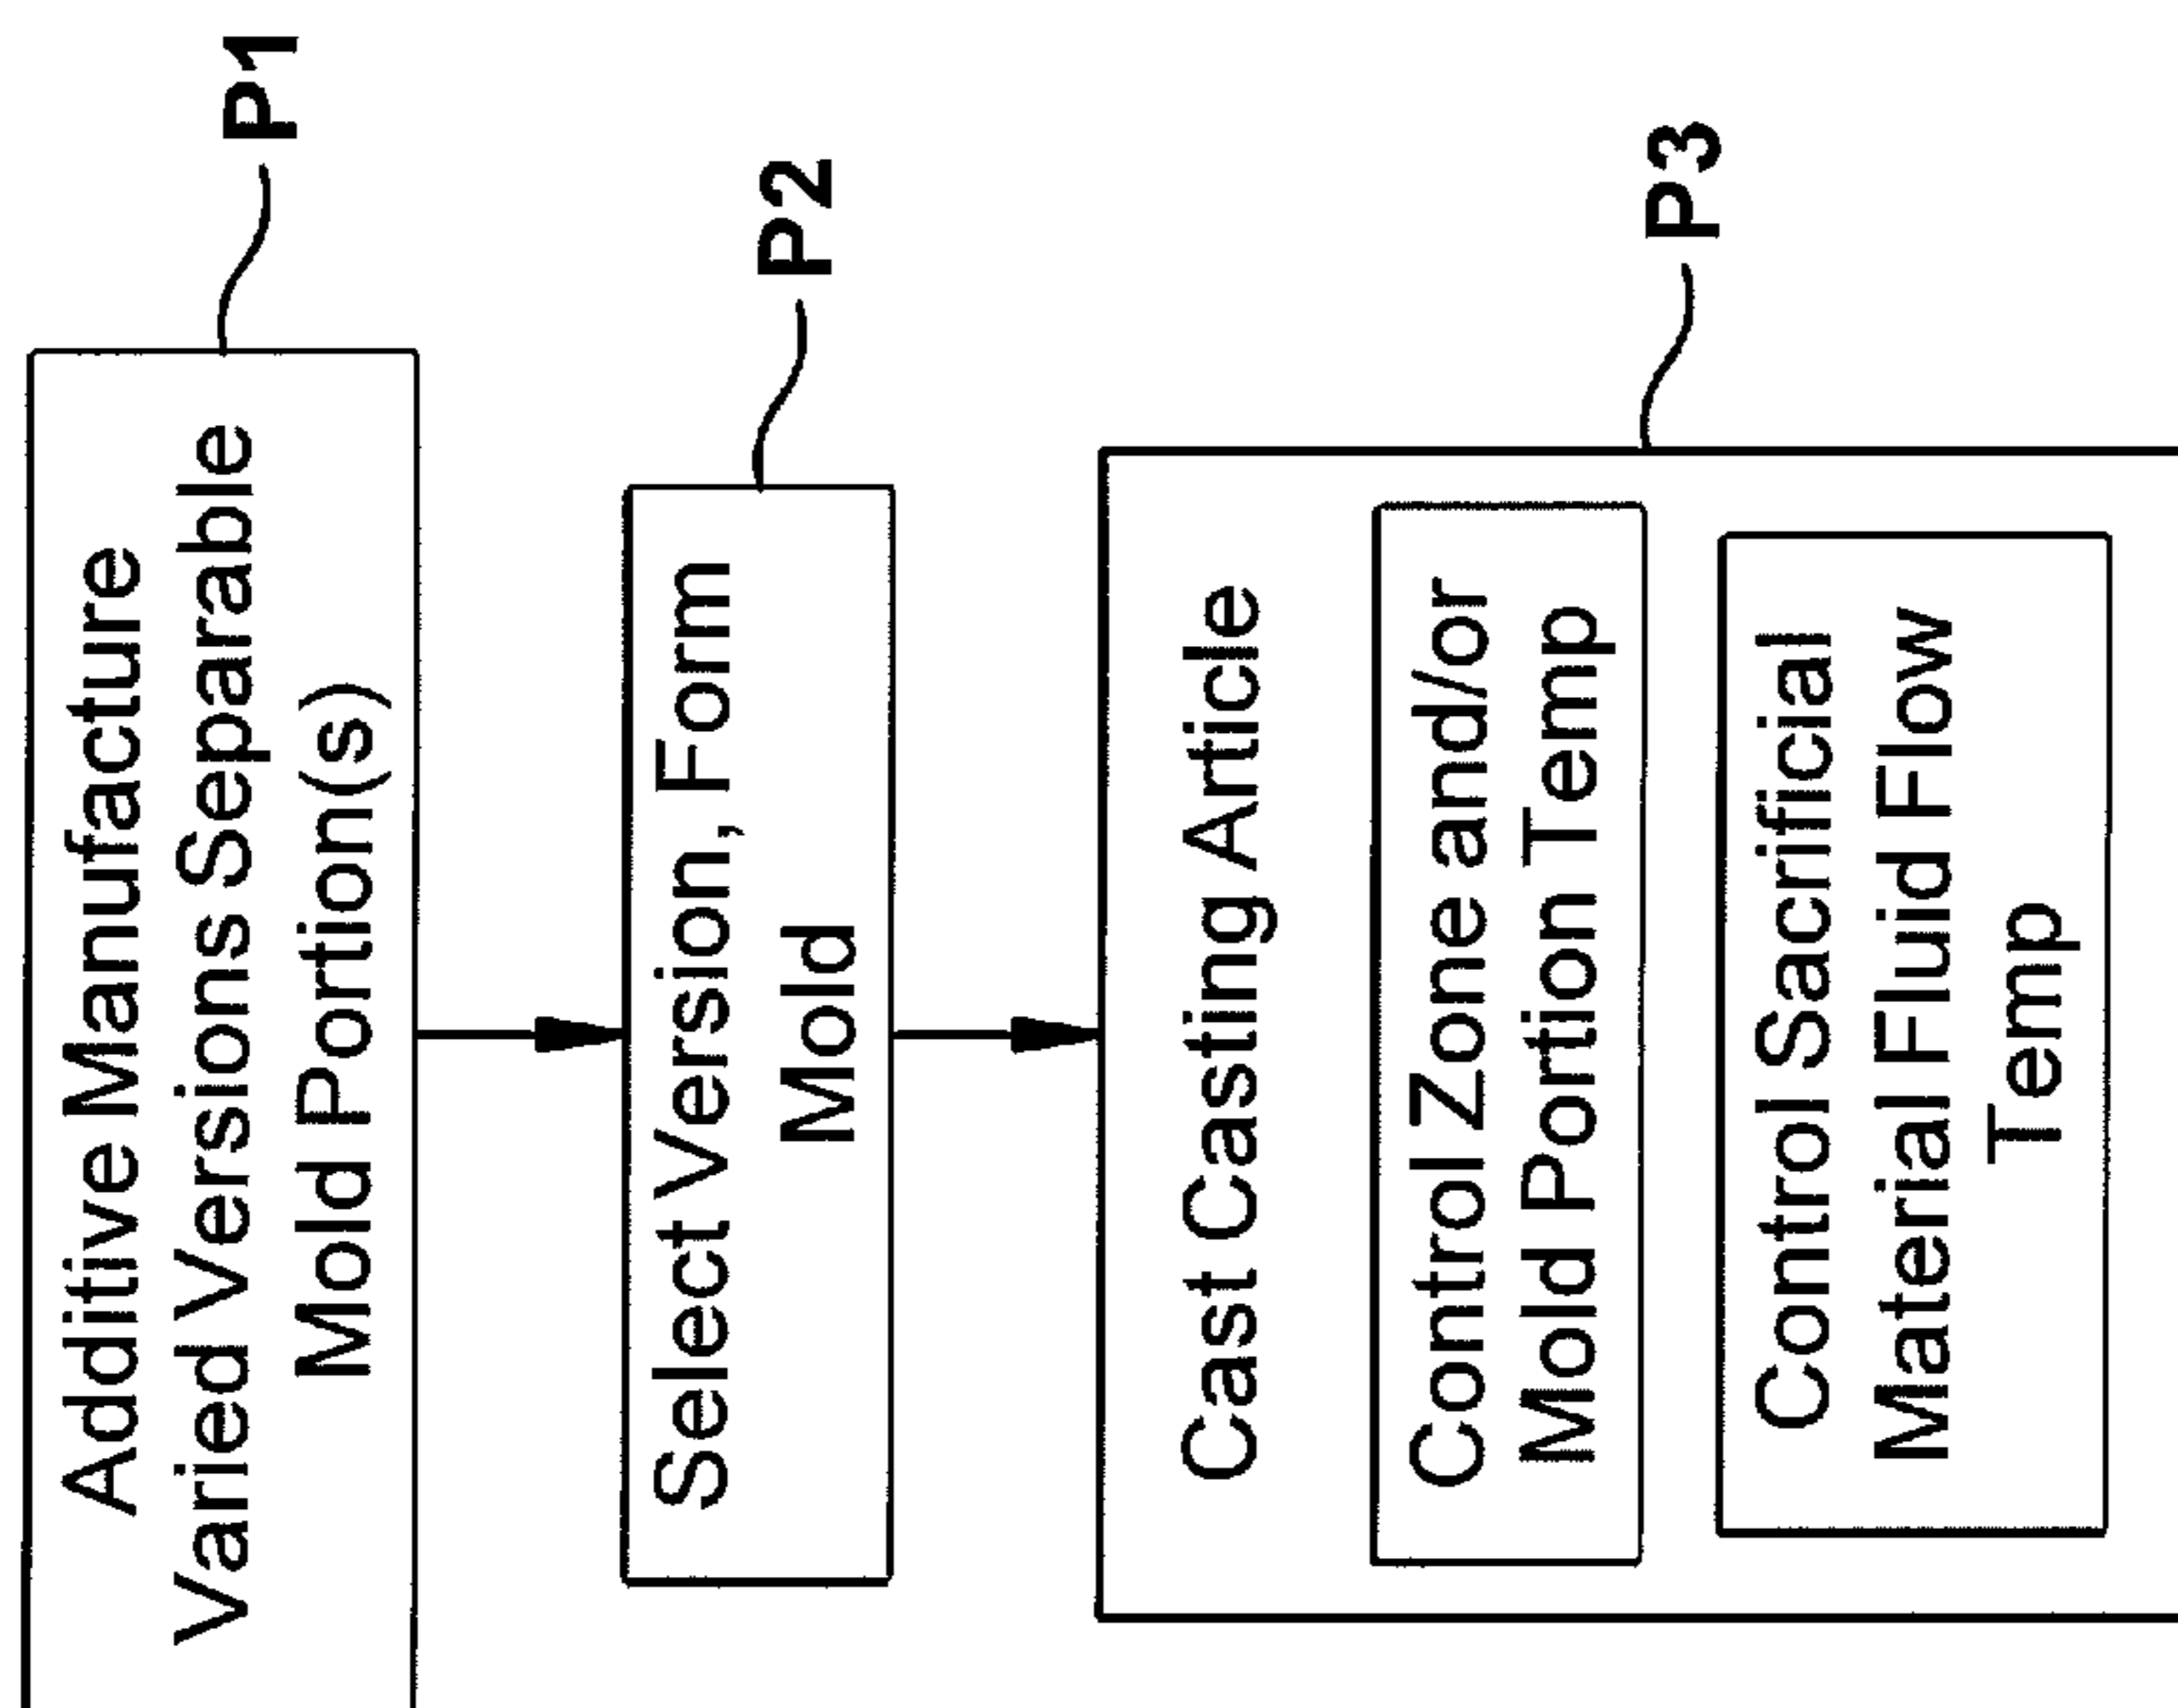 Additive Manufacture
Varied Versions Separable
Mold Portion(s)
P1
Select Version, Form
Mold
P2
Cast Casting Article
P3
Control Zone and/or
Mold Portion Temp
Control Sacrificial
Material Fluid Flow
Temp